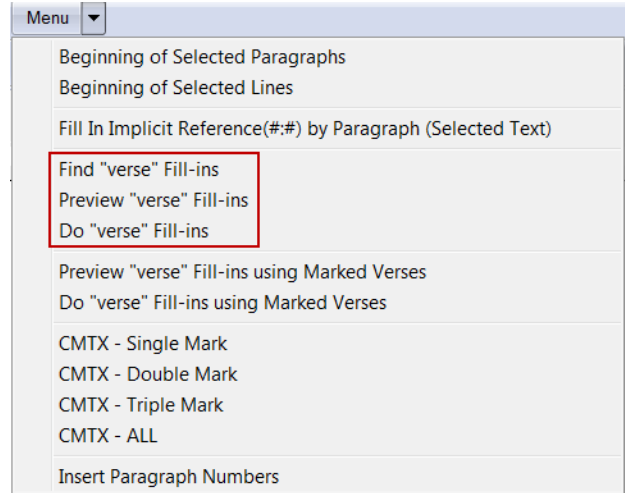 Menu
Beginning of Selected Paragraphs
Beginning of Selected Lines
Fill In Implicit Reference(#:#) by Paragraph (Selected Text)
Find "verse" Fill-ins
Preview "verse" Fill-ins
Do "verse" Fill-ins
Preview "verse" Fill-ins using Marked Verses
Do "verse" Fill-ins using Marked Verses
CMTX - Single Mark
CMTX - Double Mark
CMTX - Triple Mark
CMTX - ALL
Insert Paragraph Numbers